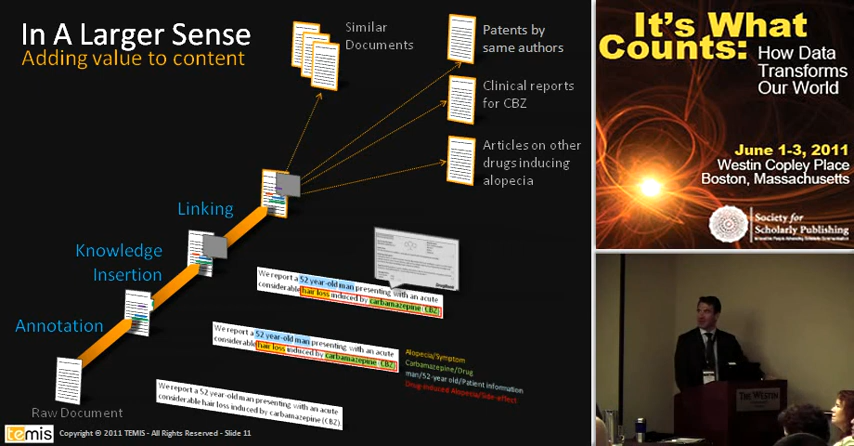 In A Larger Sense
Adding value to content
Similar
Documents
Patents by
same authors
Clinical reports
for CBZ
Articles on other
drugs inducing
alopecia
Linking
Knowledge
Insertion
Annotation
Raw Document
We report a 52 year-old man presenting with an acute
considerable hair loss induced by carbamazepine (CBZ)
We report a 52 year-old man presenting with an acute
considerable hair loss induced by carbamazepine (CBZ)
Alopecia/Symptom
Carbamazepine/Drug
man/52-year old/Patient information
Drug-induced Alopecia/Side-effect
We report a 52 year-old man presenting with an acute
considerable hair loss induced by carbamazepine (CBZ).
temis
Copyright © 2011 TEMIS - All Rights Reserved - Slide 11
It's What
Counts: How Data
Transforms
Our World
June 1-3, 2011
Westin Copley Place
Boston, Massachusetts
Society for
Scholarly Publishing
THE WESTIN